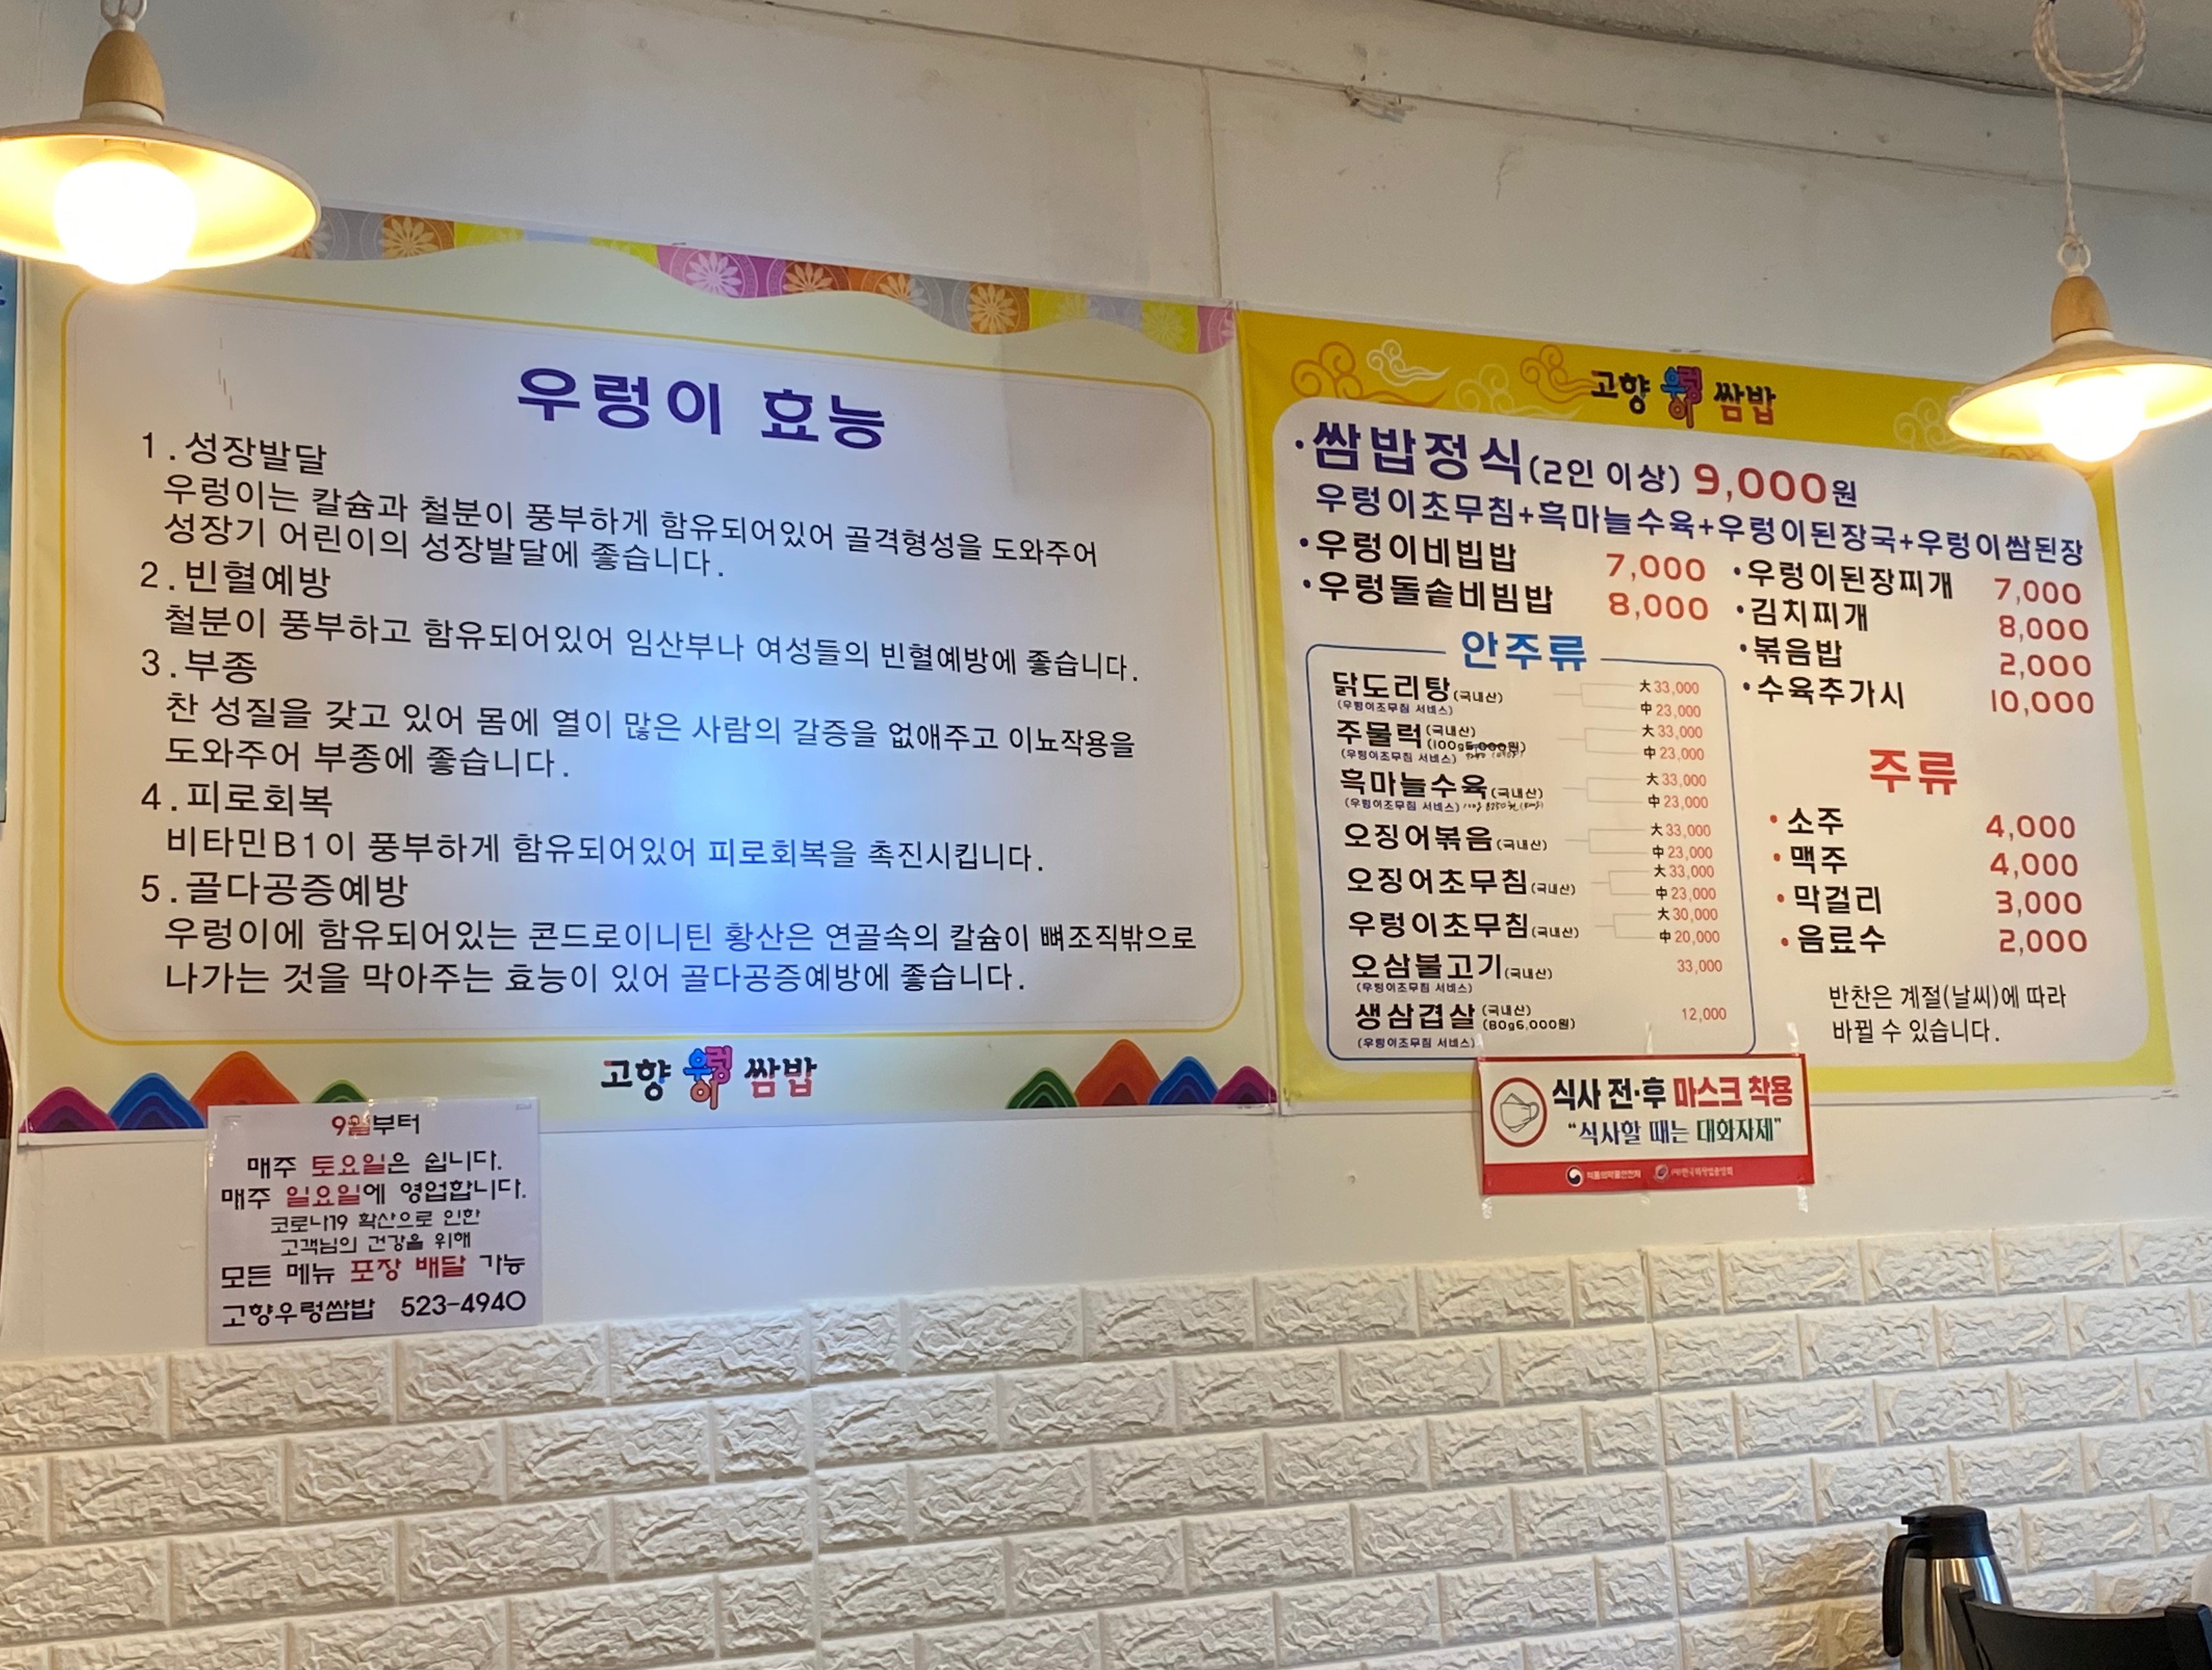 우렁이 효능
1.성장발달
우렁이는 칼슘과 철분이 풍부하게 함유되어있어 골격형성을 도와주어
성장기 어린이의 성장발달에 좋습니다.
2.빈혈예방
철분이 풍부하고 함유되어있어 임산부나 여성들의 빈혈예방에 좋습니다.
3.부종
찬 성질을 갖고 있어 몸에 열이 많은 사람의 갈증을 없애주고 이뇨작용을
도와주어 부종에 좋습니다.
4.피로회복
비타민B1이 풍부하게 함유되어있어 피로회복을 촉진시킵니다.
5.골다공증예방
우렁이에 함유되어있는 콘드로이니틴 황산은 연골속의 칼슘이 뼈조직밖으로
나가는 것을 막아주는 효능이 있어 골다공증예방에 좋습니다.
고향 우렁이 쌈밥
9월부터
매주 토요일은 쉽니다.
매주 일요일에 영업합니다.
코로나19 확산으로 인한
고객님의 건강을 위해
모든 메뉴 포장 배달 가능
고향우렁쌈밥 523-4940
고향 우렁이 쌈밥
·쌈밥정식(2인 이상) 9,000원
우렁이초무침+흑마늘수육+우렁이된장국+우렁이쌈된장
·우렁이비빕밥 7,000
·우렁돌솥비빔밥 8,000
·우렁이된장찌개 7,000
·김치찌개 8,000
·볶음밥 2,000
·수육추가시 10,000
안주류
닭도리탕(국내산) 大33,000
(우렁이초무침 서비스) 中23,000
주물럭(국내산) 大33,000
(100g6,000원) 中23,000
(우렁이초무침 서비스)
흑마늘수육(국내산) 大33,000
(우렁이초무침 서비스) 中23,000
오징어볶음(국내산) 大33,000
中23,000
오징어초무침(국내산) 大33,000
中23,000
우렁이초무침(국내산) 大30,000
中20,000
오삼불고기(국내산) 33,000
(우렁이초무침 서비스)
생삼겹살(국내산) 12,000
(80g6,000원)
(우렁이초무침 서비스)
주류
·소주 4,000
·맥주 4,000
·막걸리 3,000
·음료수 2,000
반찬은 계절(날씨)에 따라
바뀔 수 있습니다.
식사 전·후 마스크 착용
"식사할 때는 대화자제"
식품의약품안전처